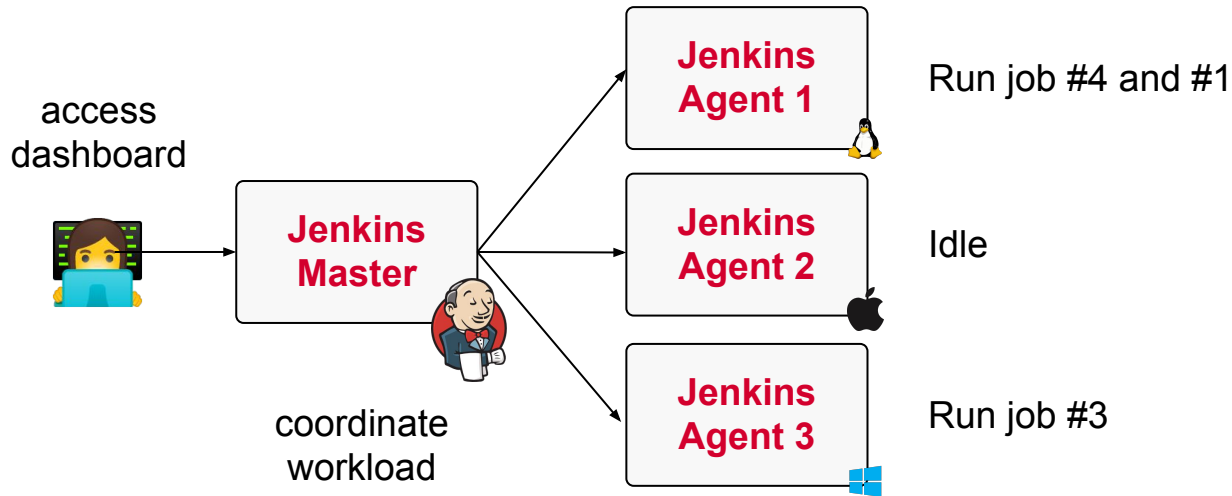 access
dashboard
Jenkins
Master
coordinate
workload
Jenkins
Agent 1
Run job #4 and #1
Jenkins
Agent 2
Idle
Jenkins
Agent 3
Run job #3